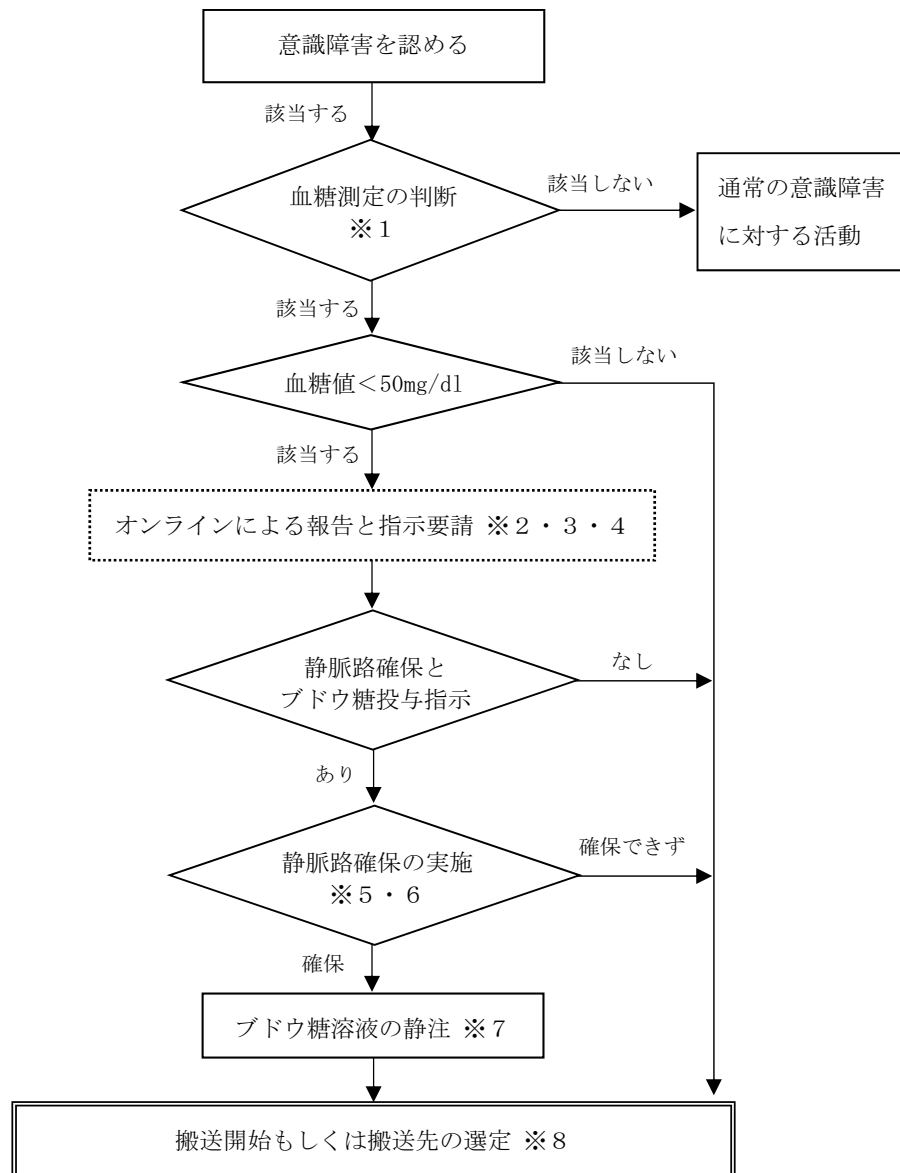 意識障害を認める
該当する
血糖測定の判断
※１
該当しない
通常の意識障害
に対する活動
該当する
血糖値＜50mg/dl
該当しない
該当する
オンラインによる報告と指示要請 ※２・３・４
静脈路確保と
ブドウ糖投与指示
なし
あり
静脈路確保の実施
※５・６
確保できず
確保
ブドウ糖溶液の静注 ※７
搬送開始もしくは搬送先の選定 ※８